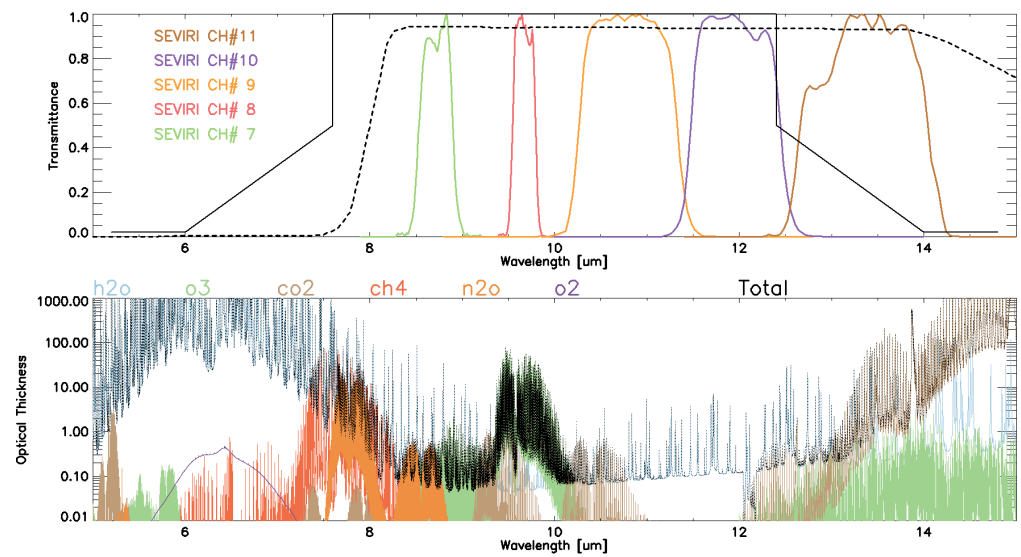 1.0
0.8
0.6
0.4
0.2
0.0
Transmittance
SEVIRI CH#11
SEVIRI CH#10
SEVIRI CH# 9
SEVIRI CH# 8
SEVIRI CH# 7
6 8 10 12 14
Wavelength [um]
h2o o3 co2 ch4 n2o o2 Total
1000.00
100.00
10.00
1.00
0.10
0.01
Optical Thickness
6 8 10 12 14
Wavelength [um]